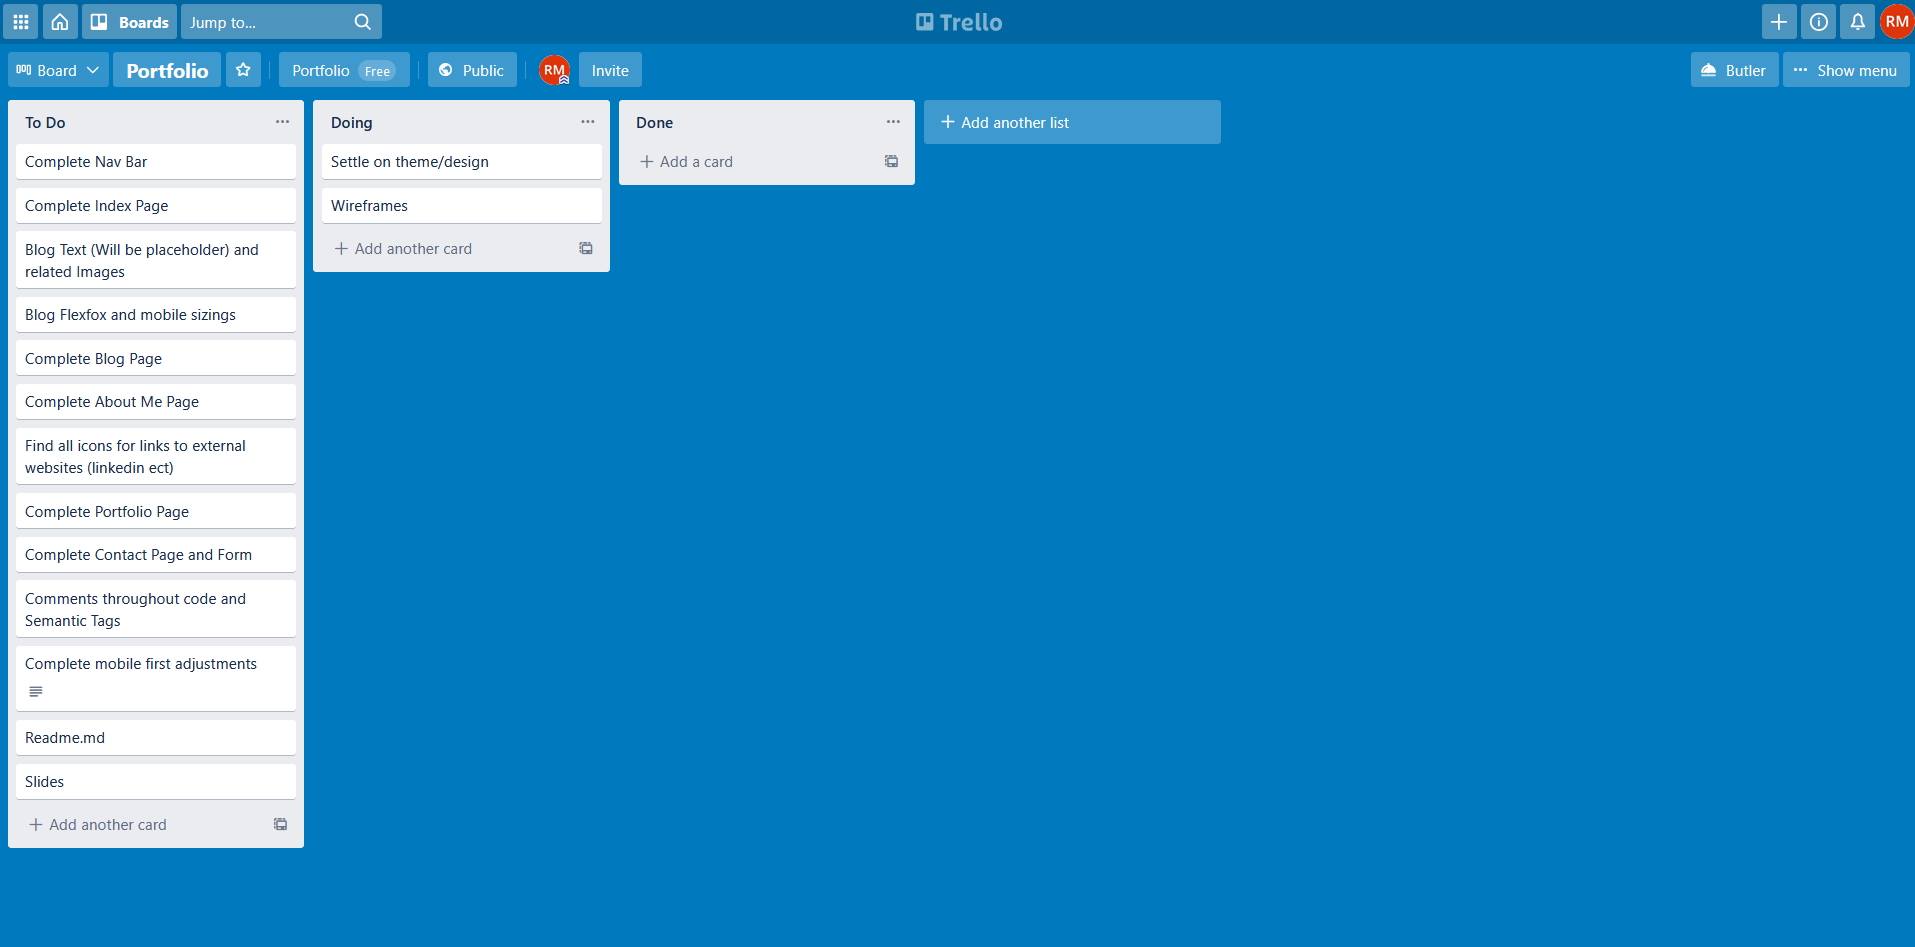 Boards
Jump to...
Trello
RM
Board
Portfolio
Portfolio Free
Public
RM
Invite
Butler
Show menu
To Do
Complete Nav Bar
Complete Index Page
Blog Text (Will be placeholder) and
related Images
Blog Flexfox and mobile sizings
Complete Blog Page
Complete About Me Page
Find all icons for links to external
websites (linkedin ect)
Complete Portfolio Page
Complete Contact Page and Form
Comments throughout code and
Semantic Tags
Complete mobile first adjustments
Readme.md
Slides
Add another card
Doing
Settle on theme/design
Wireframes
Add another card
Done
Add a card
Add another list